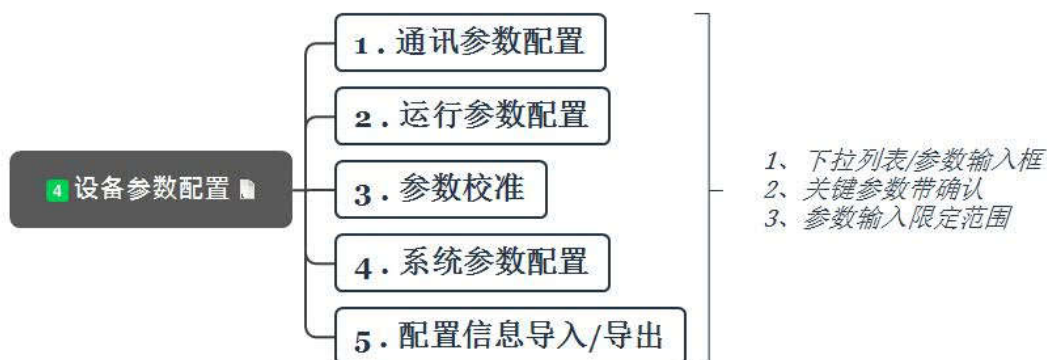 4 设备参数配置
1．通讯参数配置
2．运行参数配置
3．参数校准
4．系统参数配置
5．配置信息导入/导出
1、下拉列表/参数输入框
2、关键参数带确认
3、参数输入限定范围